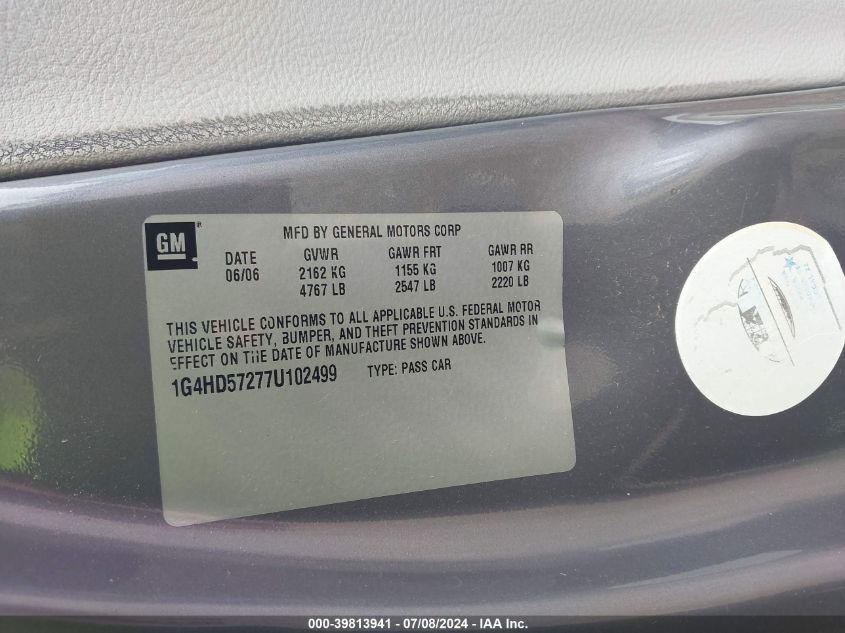 GM®
MFD BY GENERAL MOTORS CORP
DATE GVWR GAWR FRT GAWR RR
06/06 2162 KG 1155 KG 1007 KG
4767 LB 2547 LB 2220 LB
THIS VEHICLE CONFORMS TO ALL APPLICABLE U.S. FEDERAL MOTOR
VEHICLE SAFETY, BUMPER, AND THEFT PREVENTION STANDARDS IN
EFFECT ON THE DATE OF MANUFACTURE SHOWN ABOVE.
1G4HD57277U102499 TYPE: PASS CAR
000-39813941 - 07/08/2024 - IAA Inc.